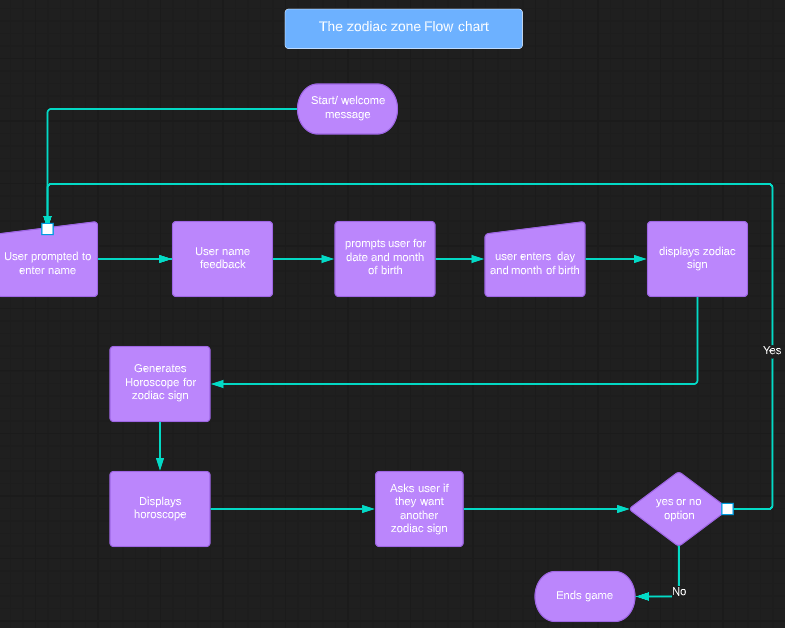 The zodiac zone Flow chart
Start/ welcome
message
User prompted to
enter name
User name
feedback
prompts user for
date and month
of birth
user enters day
and month of birth
displays zodiac
sign
Yes
Generates
Horoscope for
zodiac sign
Displays
horoscope
Asks user if
they want
another
zodiac sign
yes or no
option
No
Ends game